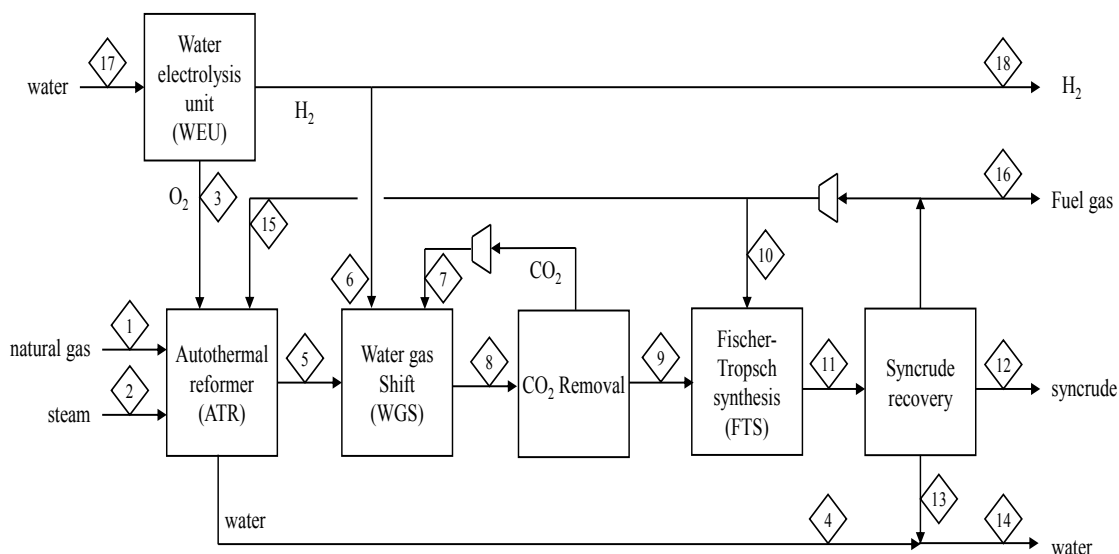 Water
electrolysis
unit
(WEU)
17
water
18
H2
H2
16
Fuel gas
O2
3
15
10
CO2
7
6
1
natural gas
2
steam
Autothermal
reformer
(ATR)
5
Water gas
Shift
(WGS)
8
CO2 Removal
9
Fischer-
Tropsch
synthesis
(FTS)
11
Syncrude
recovery
12
syncrude
13
water
4
14
water